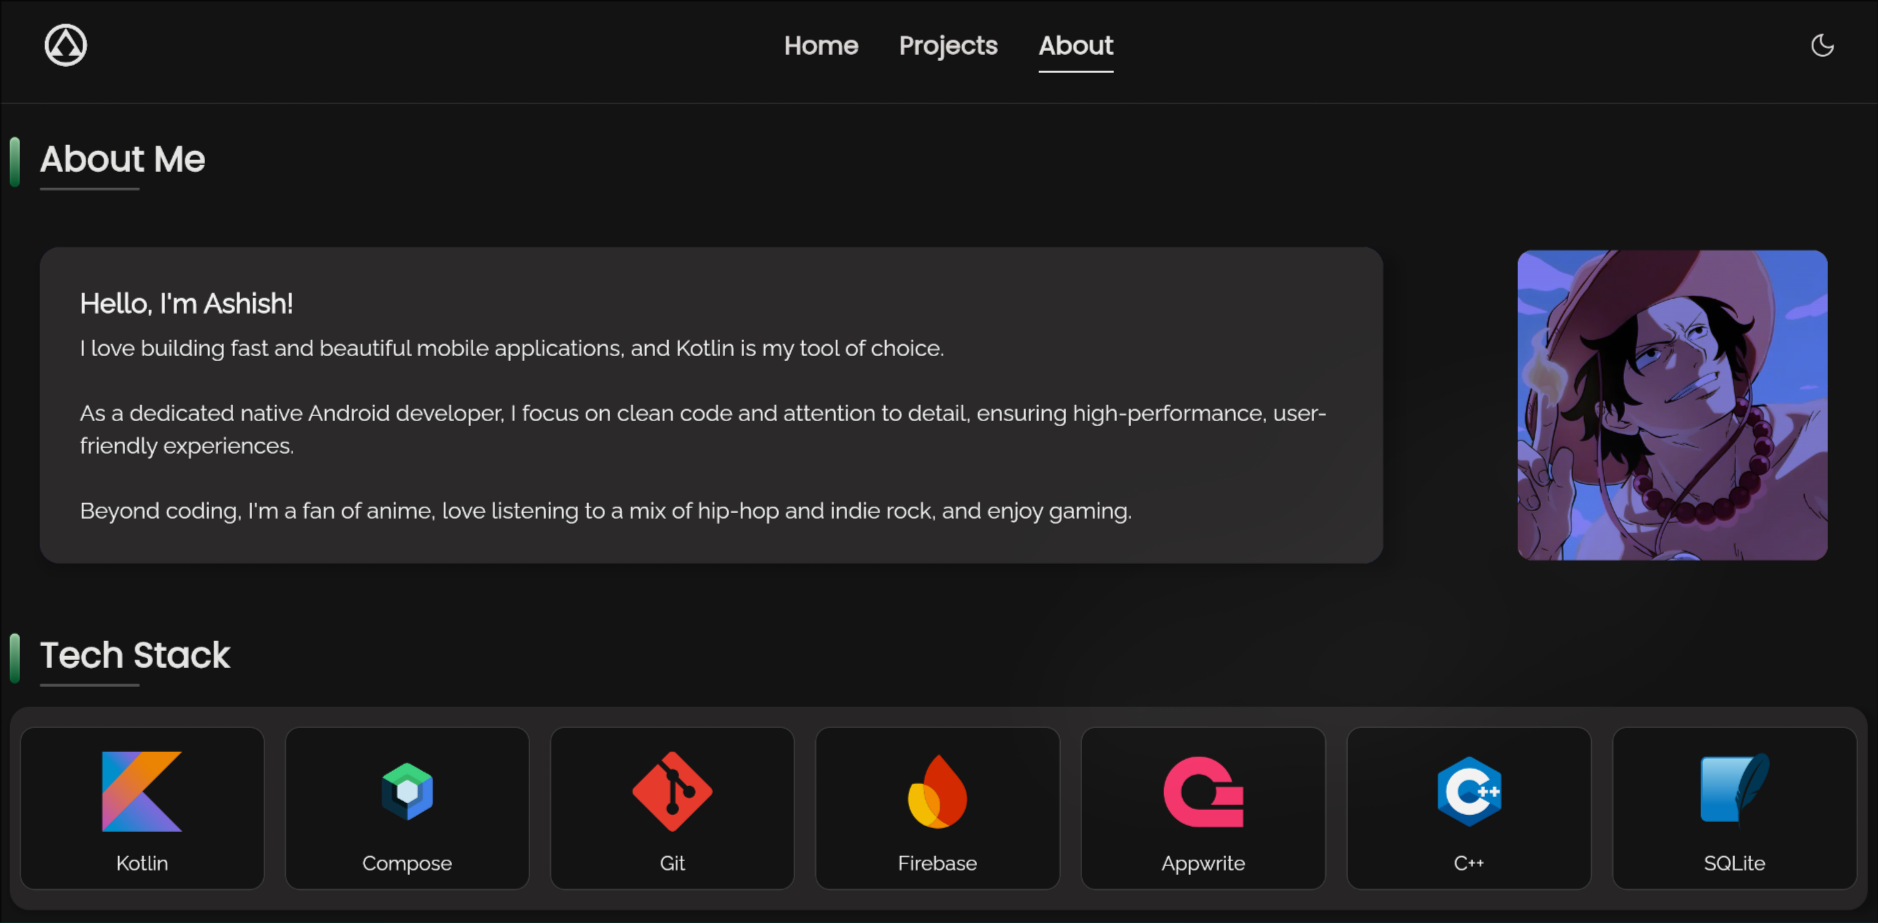 Home Projects About
About Me
Hello, I'm Ashish!
I love building fast and beautiful mobile applications, and Kotlin is my tool of choice.
As a dedicated native Android developer, I focus on clean code and attention to detail, ensuring high-performance, user-
friendly experiences.
Beyond coding, I'm a fan of anime, love listening to a mix of hip-hop and indie rock, and enjoy gaming.
Tech Stack
C++
Kotlin Compose Git Firebase Appwrite C++ SQLite